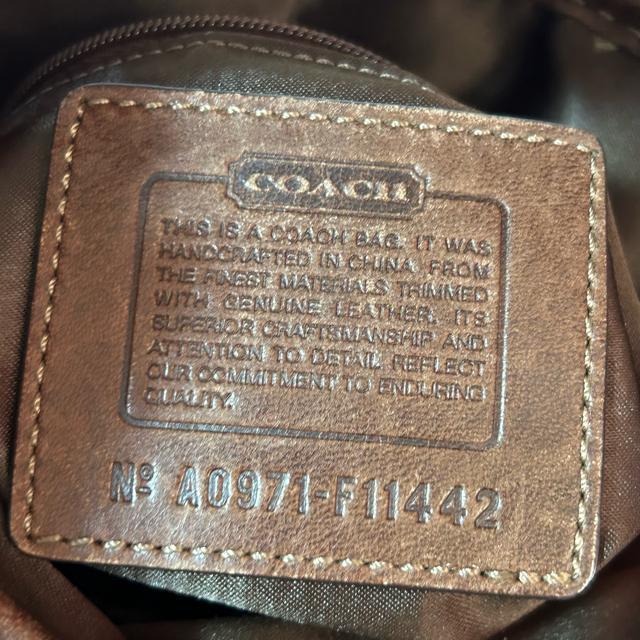 COACH
THIS IS A COACH BAG. IT WAS
HANDCRAFTED IN CHINA FROM
THE FINEST MATERIALS TRIMMED
WITH GENUINE LEATHER. ITS
SUPERIOR CRAFTSMANSHIP AND
ATTENTION TO DETAIL REFLECT
OUR COMMITMENT TO ENDURING
QUALITY.
Nº A0971-F11442